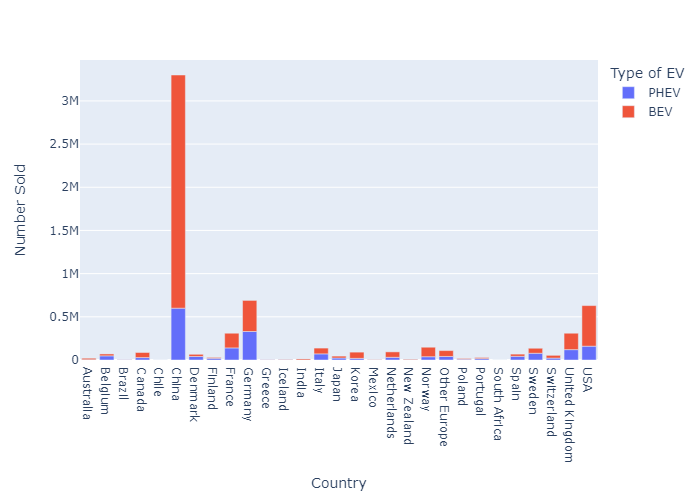 Type of EV
PHEV
BEV
3M
2.5M
2M
1.5M
1M
0.5M
0
Number Sold
Australia
Belgium
Brazil
Canada
Chile
China
Denmark
Finland
France
Germany
Greece
Iceland
India
Italy
Japan
Korea
Mexico
Netherlands
New Zealand
Norway
Other Europe
Poland
Portugal
South Africa
Spain
Sweden
Switzerland
United Kingdom
USA
Country